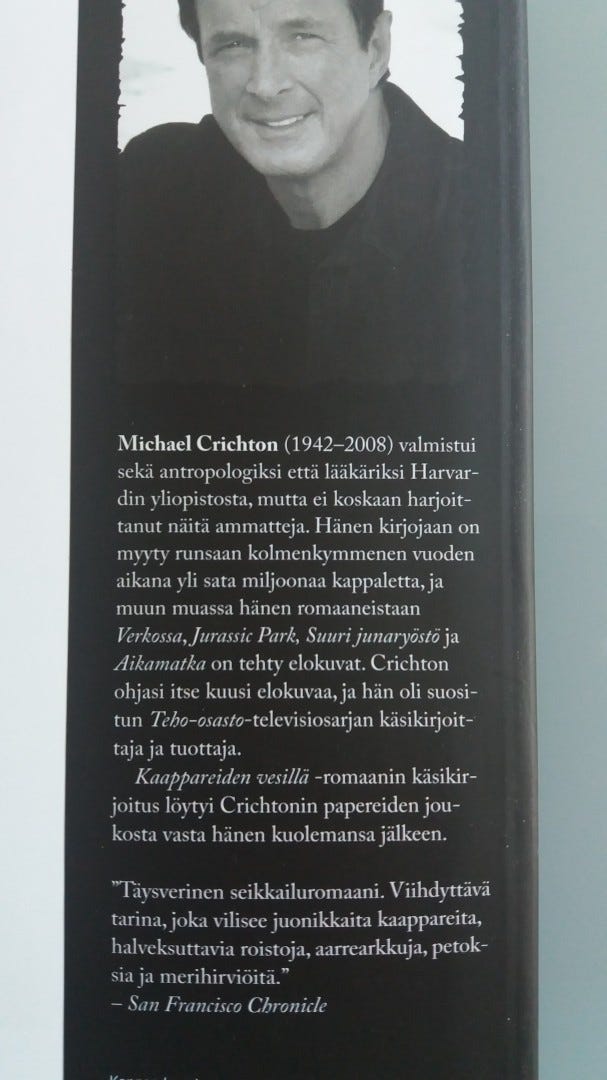 Michael Crichton (1942–2008) valmistui
sekä antropologiksi että lääkäriksi Harvar-
din yliopistosta, mutta ei koskaan harjoit-
tanut näitä ammatteja. Hänen kirjojaan on
myyty runsaan kolmenkymmenen vuoden
aikana yli sata miljoonaa kappaletta, ja
muun muassa hänen romaaneistaan
Verkossa, Jurassic Park, Suuri junaryöstö ja
Aikamatka on tehty elokuvat. Crichton
ohjasi itse kuusi elokuvaa, ja hän oli suosi-
tun Teho-osasto-televisiosarjan käsikirjoit-
taja ja tuottaja.
Kaappareiden vesillä -romaanin käsikir-
joitus löytyi Crichtonin papereiden jou-
kosta vasta hänen kuolemansa jälkeen.
”Täysverinen seikkailuromaani. Viihdyttävä
tarina, joka vilisee juonikkaita kaappareita,
halveksuttavia roistoja, aarrearkkuja, petok-
sia ja merihirviöitä.”
– San Francisco Chronicle